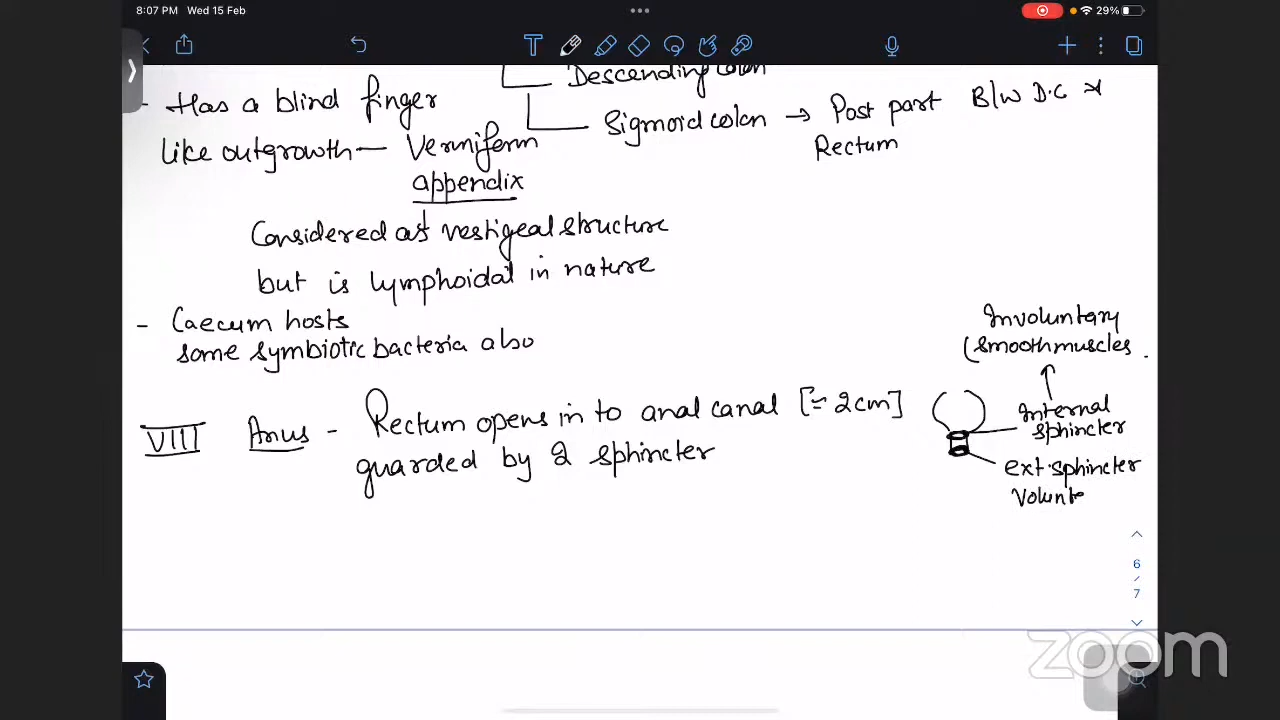 8:07 PM Wed 15 Feb
29%
Descending colon
- Has a blind finger
like outgrowth — Vermiform
appendix
Sigmoid colon → Post part B/W D.C &
Rectum
Considered as vestigeal structure
but is lymphoidal in nature
- Caecum hosts
some symbiotic bacteria also
Involuntary
(smooth muscles
VIII Anus - Rectum opens in to anal canal [≃ 2cm]
guarded by 2 sphincter
Internal
sphincter
ext. sphincter
Volunt
6
/
7
zoom